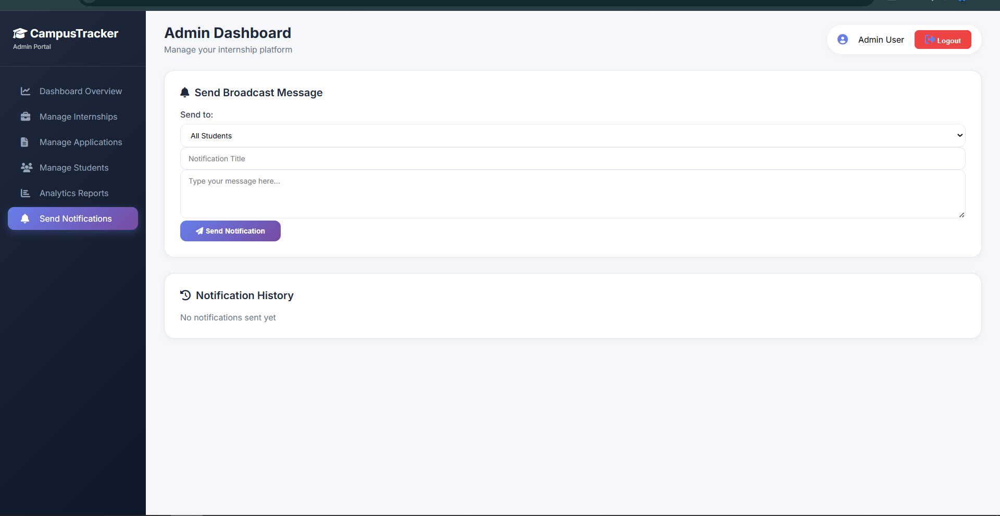 CampusTracker
Admin Portal
Dashboard Overview
Manage Internships
Manage Applications
Manage Students
Analytics Reports
Send Notifications
Admin Dashboard
Manage your internship platform
Admin User
Logout
Send Broadcast Message
Send to:
All Students
Notification Title
Type your message here...
Send Notification
Notification History
No notifications sent yet